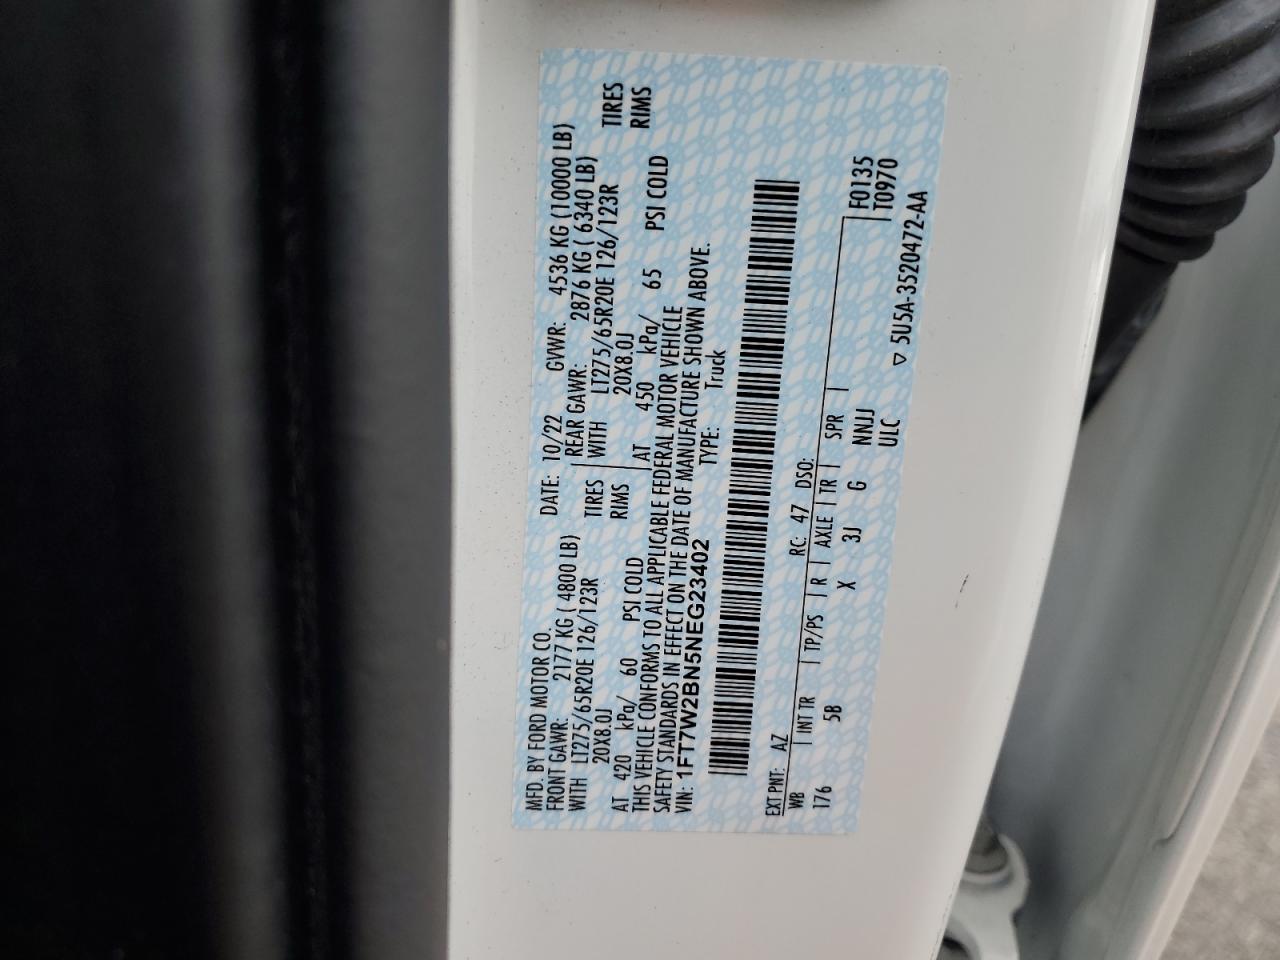 MFD. BY FORD MOTOR CO.
DATE: 10/22 GVWR: 4536 KG (10000 LB)
FRONT GAWR: 2177 KG ( 4800 LB) REAR GAWR: 2876 KG ( 6340 LB)
WITH LT275/65R20E 126/123R TIRES WITH LT275/65R20E 126/123R TIRES
20X8.0J RIMS 20X8.0J RIMS
AT 420 kPa/ 60 PSI COLD AT 450 kPa/ 65 PSI COLD
THIS VEHICLE CONFORMS TO ALL APPLICABLE FEDERAL MOTOR VEHICLE
SAFETY STANDARDS IN EFFECT ON THE DATE OF MANUFACTURE SHOWN ABOVE.
VIN: 1FT7W2BN5NEG23402 TYPE: Truck
EXT PNT: AZ RC: 47 DSO:
WB INT TR TP/PS R AXLE TR SPR F0135
176 5B X 3J G NNJJ T0970
ULC
▽ 5U5A-3520472-AA